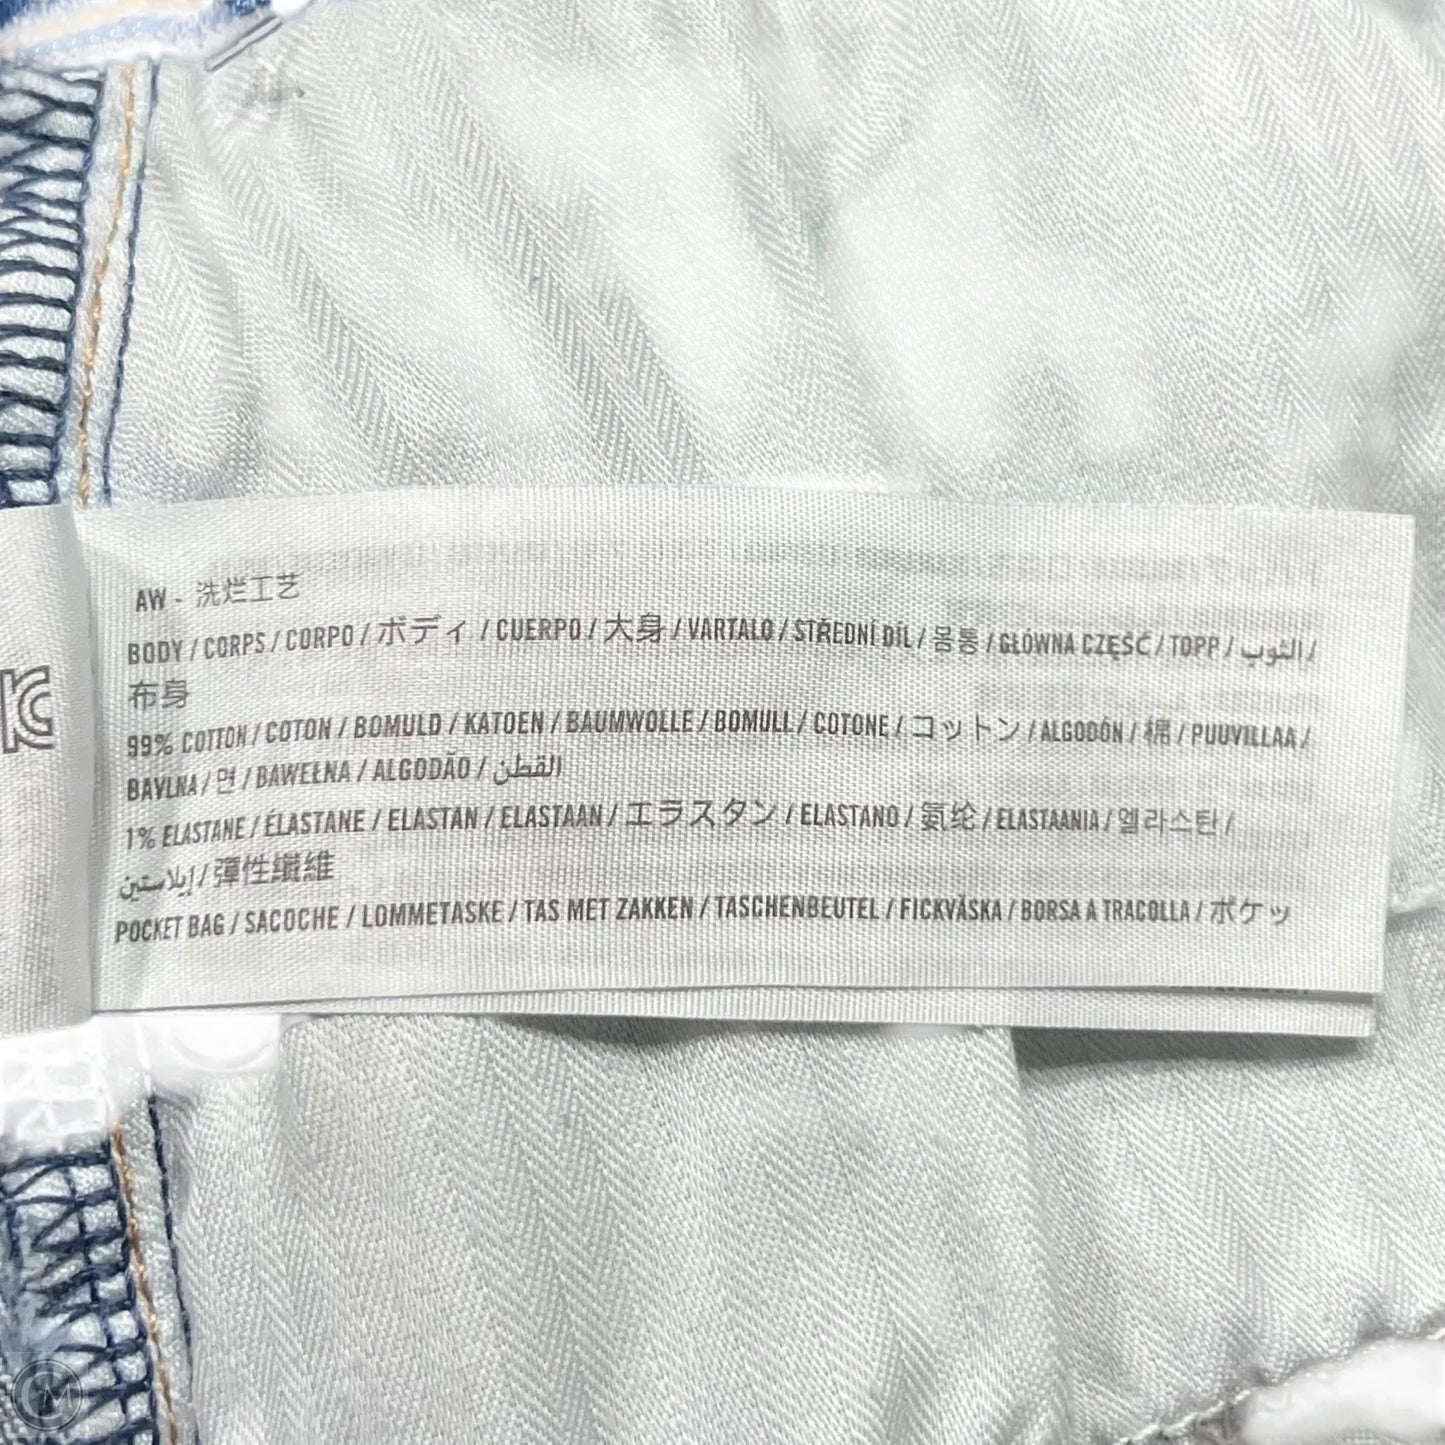 AW - 洗烂工艺
BODY / CORPS / CORPO / ボディ / CUERPO / 大身 / VARTALO / STŘEDNÍ DÍL / 몸통 / GŁÓWNA CZĘŚĆ / TOPP / الثوب /
布身
99% COTTON / COTON / BOMULD / KATOEN / BAUMWOLLE / BOMULL / COTONE / コットン / ALGODÓN / 棉 / PUUVILLAA /
BAVLNA / 면 / BAWEŁNA / ALGODÃO / القطن
1% ELASTANE / ÉLASTANE / ELASTAN / ELASTAAN / エラスタン / ELASTANO / 氨纶 / ELASTAANIA / 엘라스탄 /
إيلاستين / 彈性纖維
POCKET BAG / SACOCHE / LOMMETASKE / TAS MET ZAKKEN / TASCHENBEUTEL / FICKVÄSKA / BORSA A TRACOLLA / ポケッ